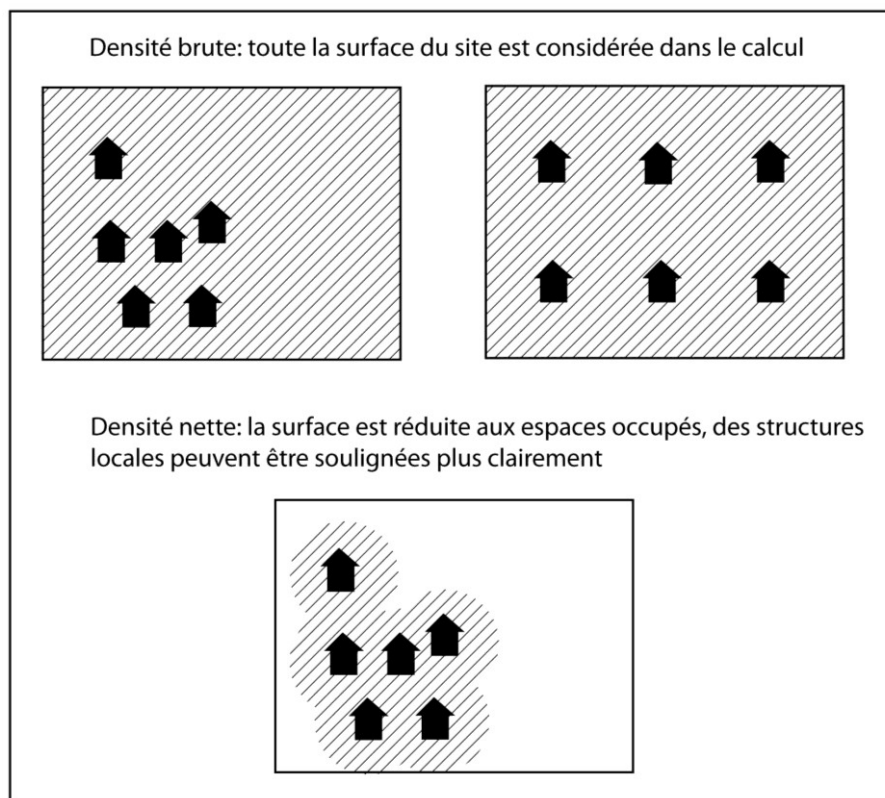 Densité brute: toute la surface du site est considérée dans le calcul
Densité nette: la surface est réduite aux espaces occupés, des structures
locales peuvent être soulignées plus clairement